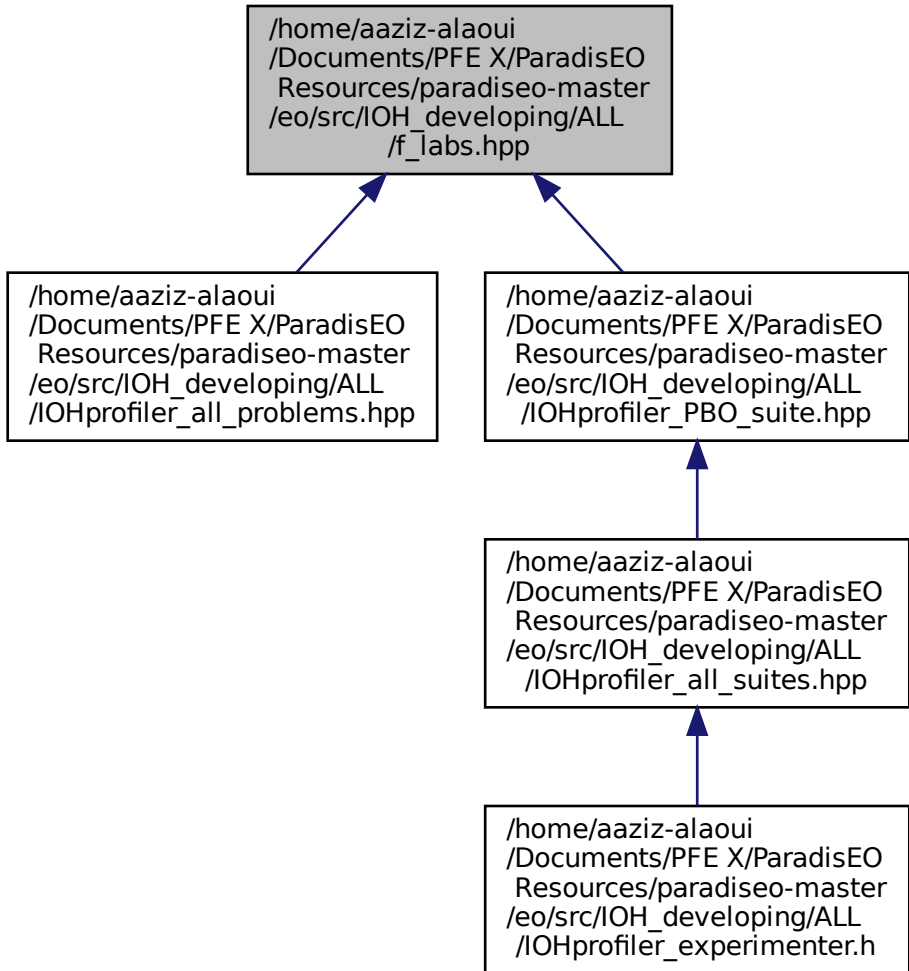 /home/aaziz-alaoui
/Documents/PFE X/ParadisEO
Resources/paradiseo-master
/eo/src/IOH_developing/ALL
/f_labs.hpp
/home/aaziz-alaoui
/Documents/PFE X/ParadisEO
Resources/paradiseo-master
/eo/src/IOH_developing/ALL
/IOHprofiler_all_problems.hpp
/home/aaziz-alaoui
/Documents/PFE X/ParadisEO
Resources/paradiseo-master
/eo/src/IOH_developing/ALL
/IOHprofiler_PBO_suite.hpp
/home/aaziz-alaoui
/Documents/PFE X/ParadisEO
Resources/paradiseo-master
/eo/src/IOH_developing/ALL
/IOHprofiler_all_suites.hpp
/home/aaziz-alaoui
/Documents/PFE X/ParadisEO
Resources/paradiseo-master
/eo/src/IOH_developing/ALL
/IOHprofiler_experimenter.h